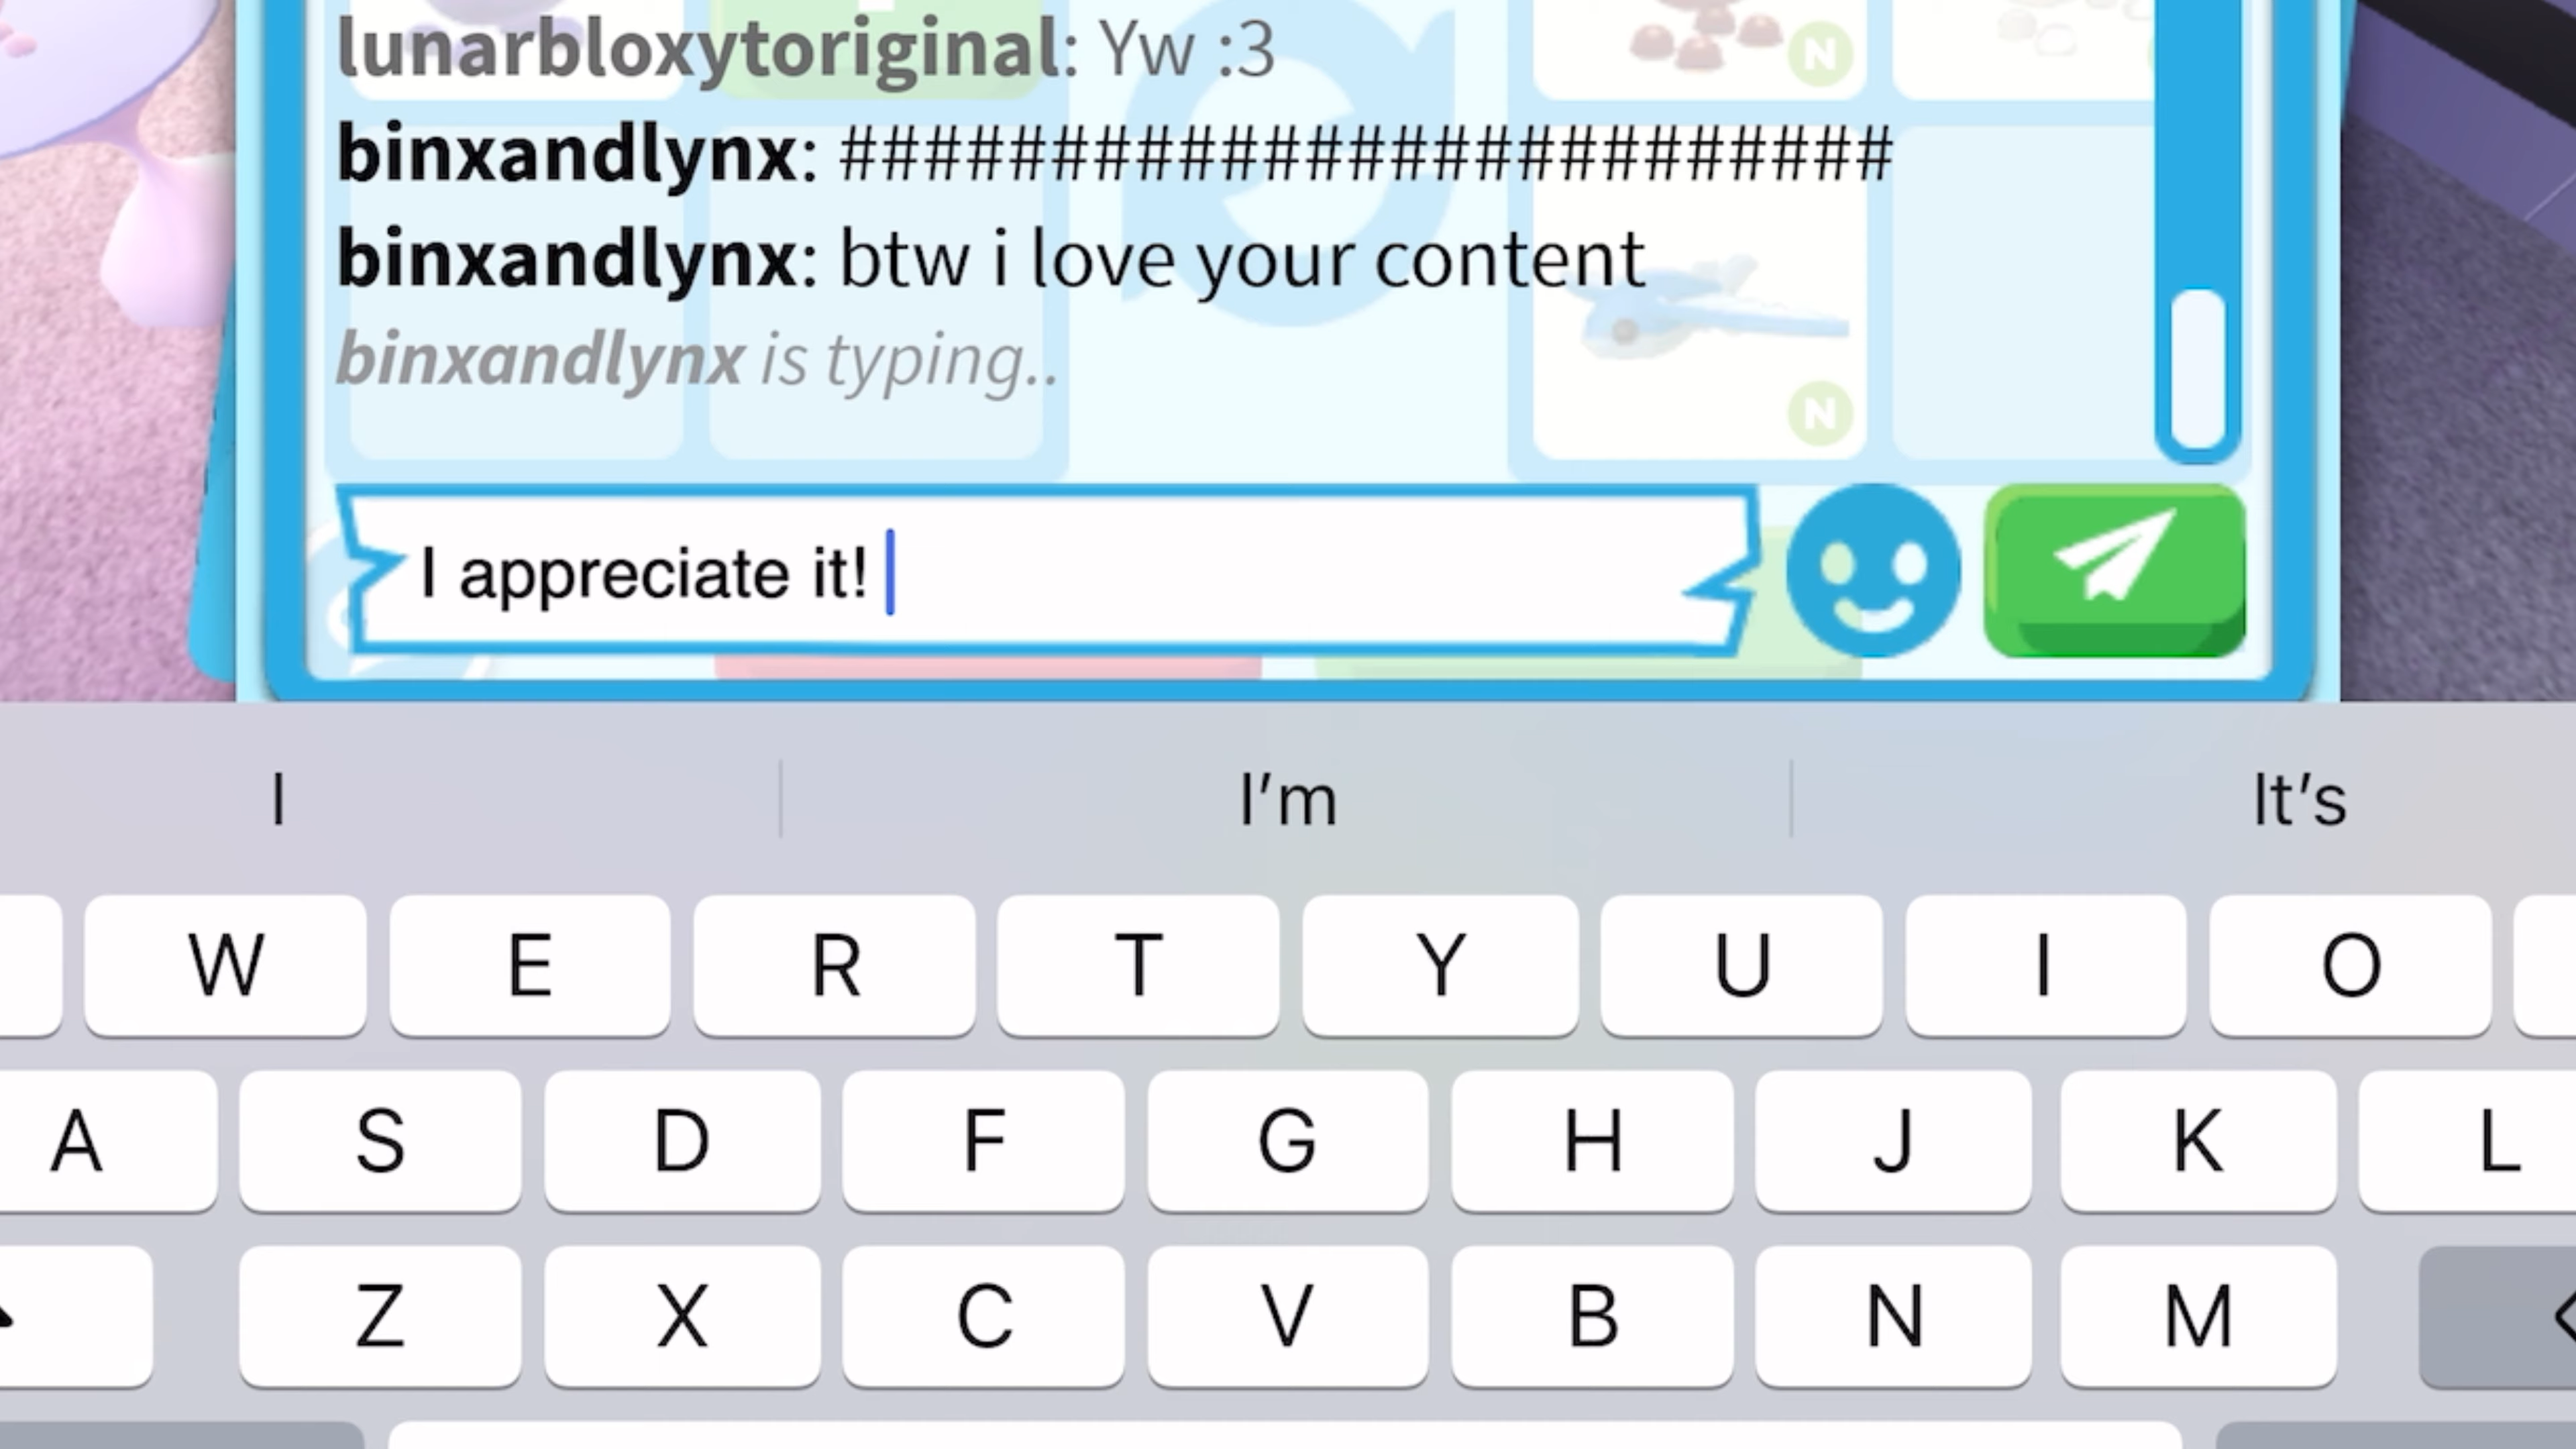 lunarbloxytoriginal: Yw :3
binxandlynx: #########################
binxandlynx: btw i love your content
binxandlynx is typing..
N
N
I appreciate it!
I I'm It's
W E R T Y U I O
A S D F G H J K L
Z X C V B N M